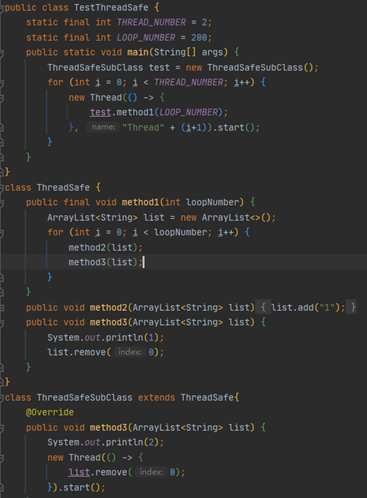 public class TestThreadSafe {
    static final int THREAD_NUMBER = 2;
    static final int LOOP_NUMBER = 200;
    public static void main(String[] args) {
        ThreadSafeSubClass test = new ThreadSafeSubClass();
        for (int i = 0; i < THREAD_NUMBER; i++) {
            new Thread(() -> {
                test.method1(LOOP_NUMBER);
            }, name: "Thread" + (i+1)).start();
        }
    }
}
class ThreadSafe {
    public final void method1(int loopNumber) {
        ArrayList<String> list = new ArrayList<>();
        for (int i = 0; i < loopNumber; i++) {
            method2(list);
            method3(list);
        }
    }
    public void method2(ArrayList<String> list) { list.add("1"); }
    public void method3(ArrayList<String> list) {
        System.out.println(1);
        list.remove( index: 0);
    }
}
class ThreadSafeSubClass extends ThreadSafe{
    @Override
    public void method3(ArrayList<String> list) {
        System.out.println(2);
        new Thread(() -> {
            list.remove( index: 0);
        }).start();